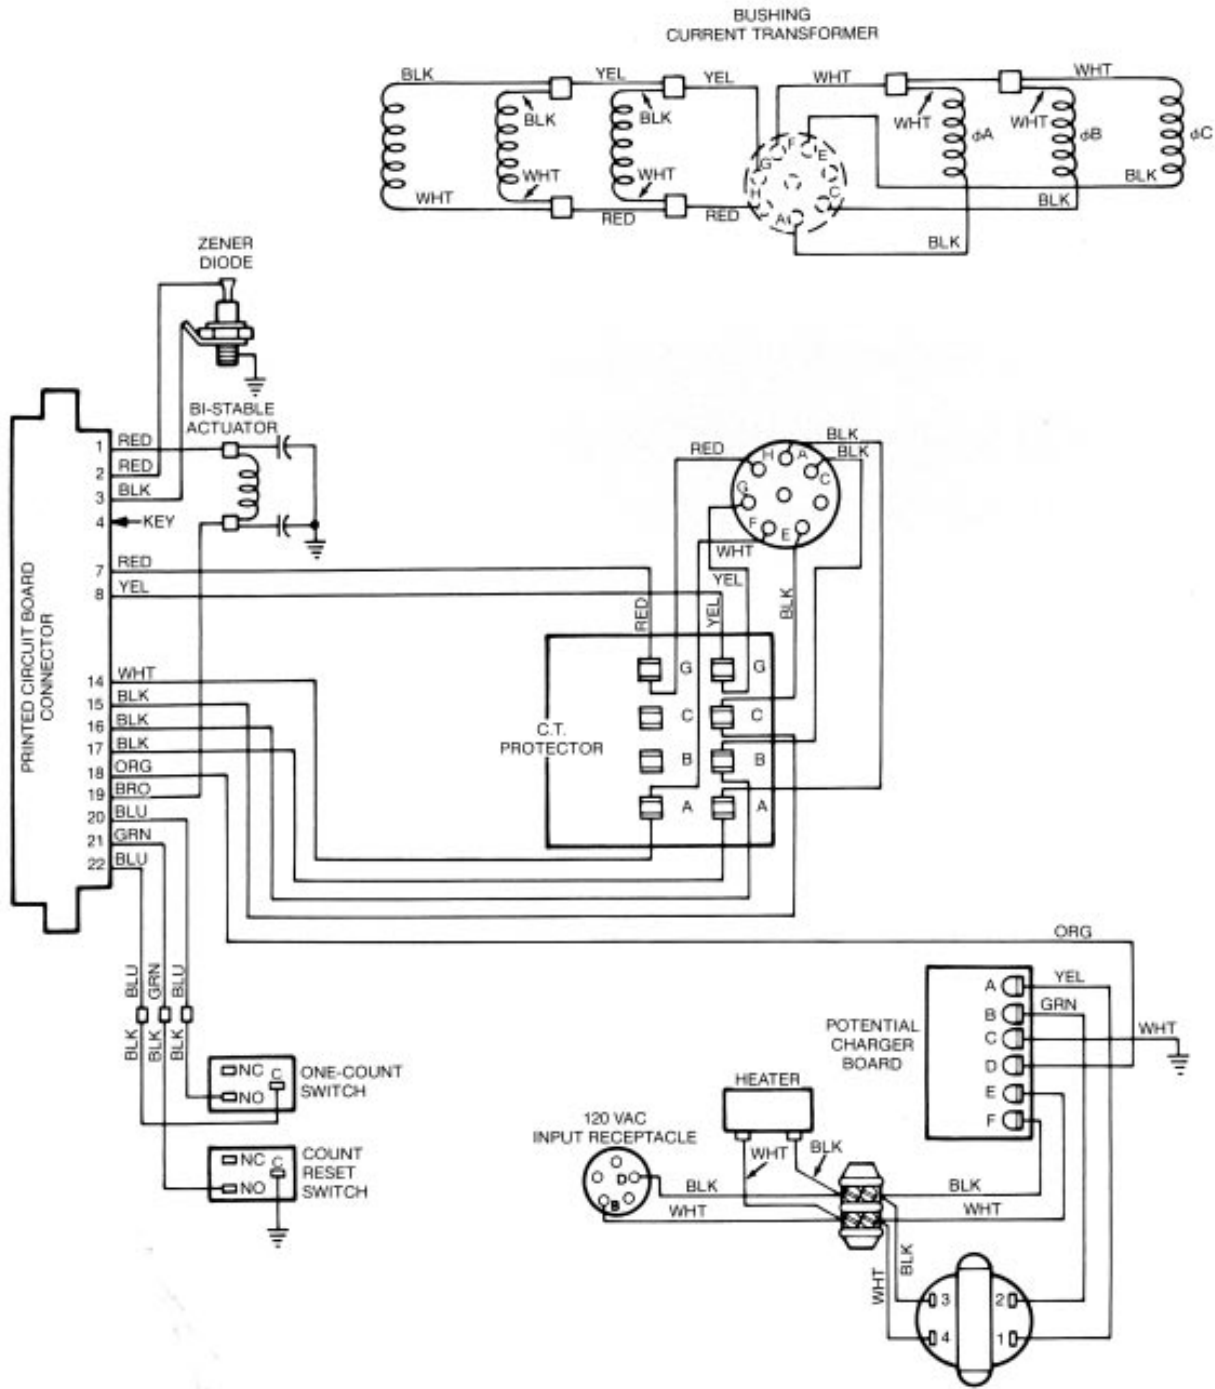 BUSHING
CURRENT TRANSFORMER
BLK
YEL
YEL
WHT
WHT
BLK
BLK
WHT
WHT
G
F
E
H
C
A
ϕA
ϕB
ϕC
WHT
WHT
WHT
RED
RED
BLK
BLK
BLK
ZENER
DIODE
BI-STABLE
ACTUATOR
PRINTED CIRCUIT BOARD
CONNECTOR
1 RED
2 RED
3 BLK
4 KEY
7 RED
8 YEL
14 WHT
15 BLK
16 BLK
17 BLK
18 ORG
19 BRO
20 BLU
21 GRN
22 BLU
RED
BLK
BLK
H
A
C
G
F
E
WHT
YEL
RED
YEL
BLK
C.T.
PROTECTOR
G
G
C
C
B
B
A
A
ORG
BLU
GRN
BLU
BLK
BLK
BLK
NC
C
NO
ONE-COUNT
SWITCH
NC
C
NO
COUNT
RESET
SWITCH
POTENTIAL
CHARGER
BOARD
A
B
C
D
E
F
YEL
GRN
WHT
HEATER
120 VAC
INPUT RECEPTACLE
D
B
WHT
BLK
BLK
WHT
BLK
WHT
WHT
BLK
3
2
4
1